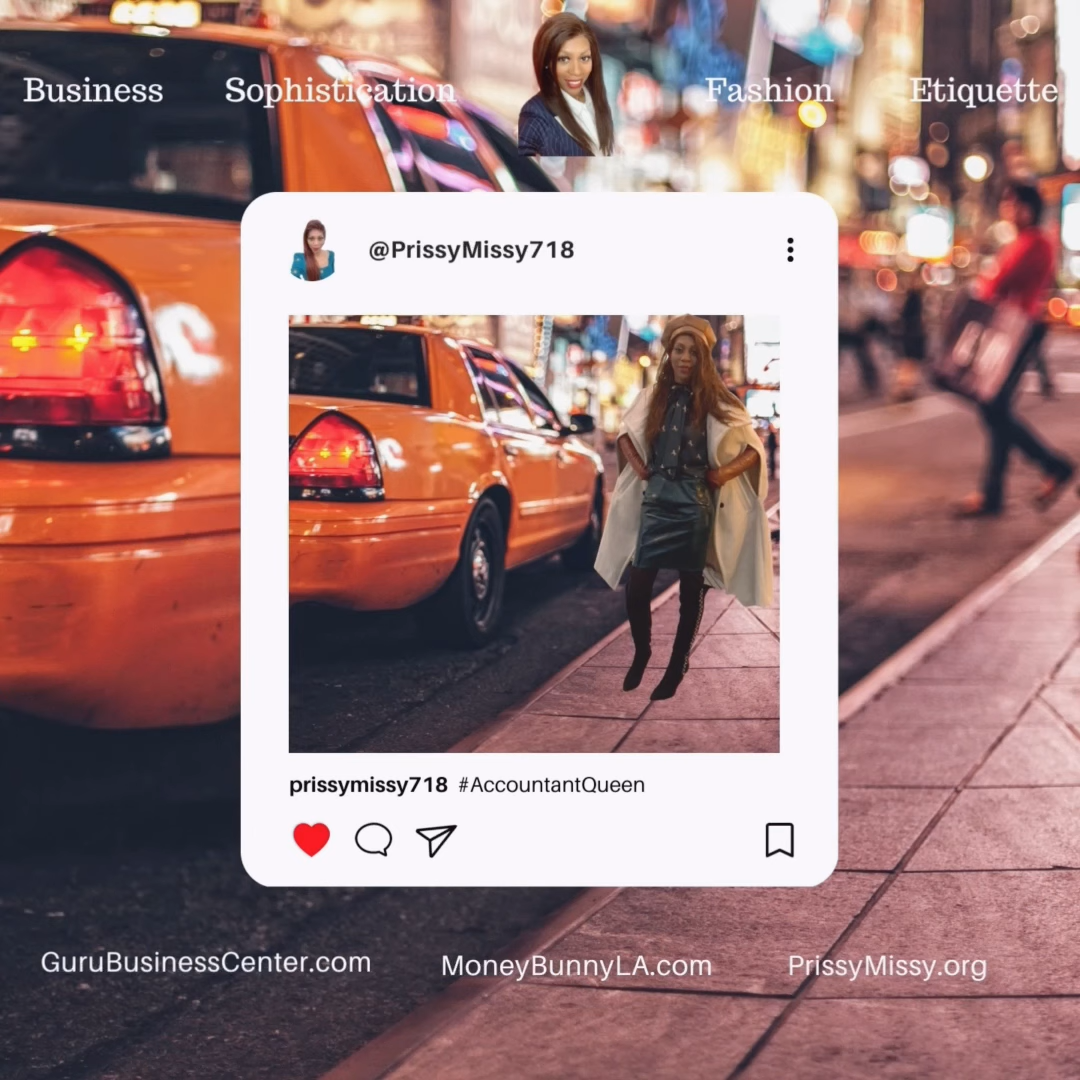 Business Sophistication Fashion Etiquette
@PrissyMissy718
prissymissy718 #AccountantQueen
GuruBusinessCenter.com MoneyBunnyLA.com PrissyMissy.org